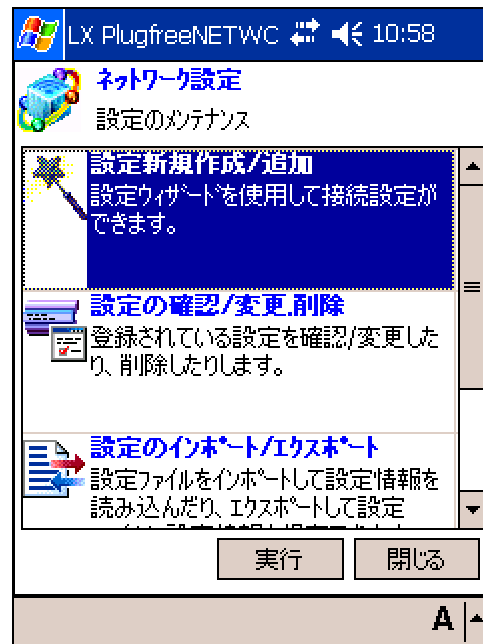 LX PlugfreeNETWC 10:58
ネットワーク設定
設定のメンテナンス
設定新規作成/追加
設定ウィザードを使用して接続設定が
できます。
設定の確認/変更,削除
登録されている設定を確認/変更した
り、削除したりします。
設定のインポート/エクスポート
設定ファイルをインポートして設定情報を
読み込んだり、エクスポートして設定
実行 閉じる
A